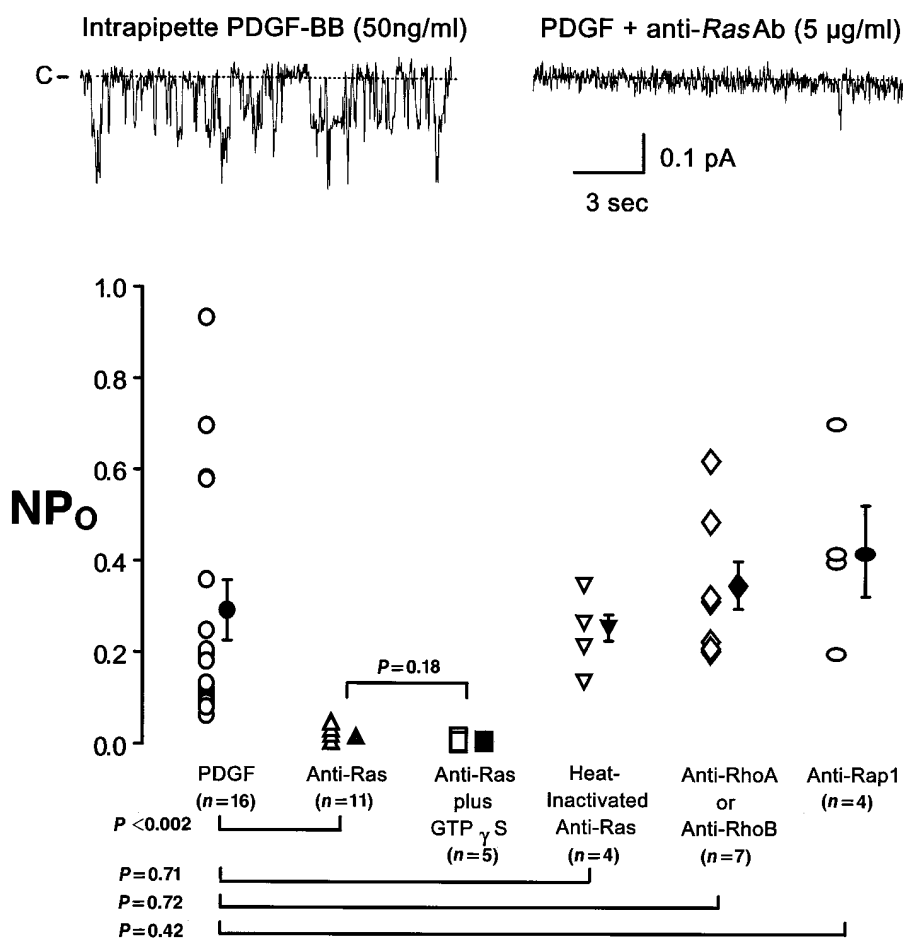 Intrapipette PDGF-BB (50ng/ml)
PDGF + anti-RasAb (5 µg/ml)
C
0.1 pA
3 sec
NPO
1.0
0.8
0.6
0.4
0.2
0.0
P=0.18
PDGF
(n=16)
Anti-Ras
(n=11)
Anti-Ras
plus
GTP γ S
(n=5)
Heat-
Inactivated
Anti-Ras
(n=4)
Anti-RhoA
or
Anti-RhoB
(n=7)
Anti-Rap1
(n=4)
P <0.002
P=0.71
P=0.72
P=0.42